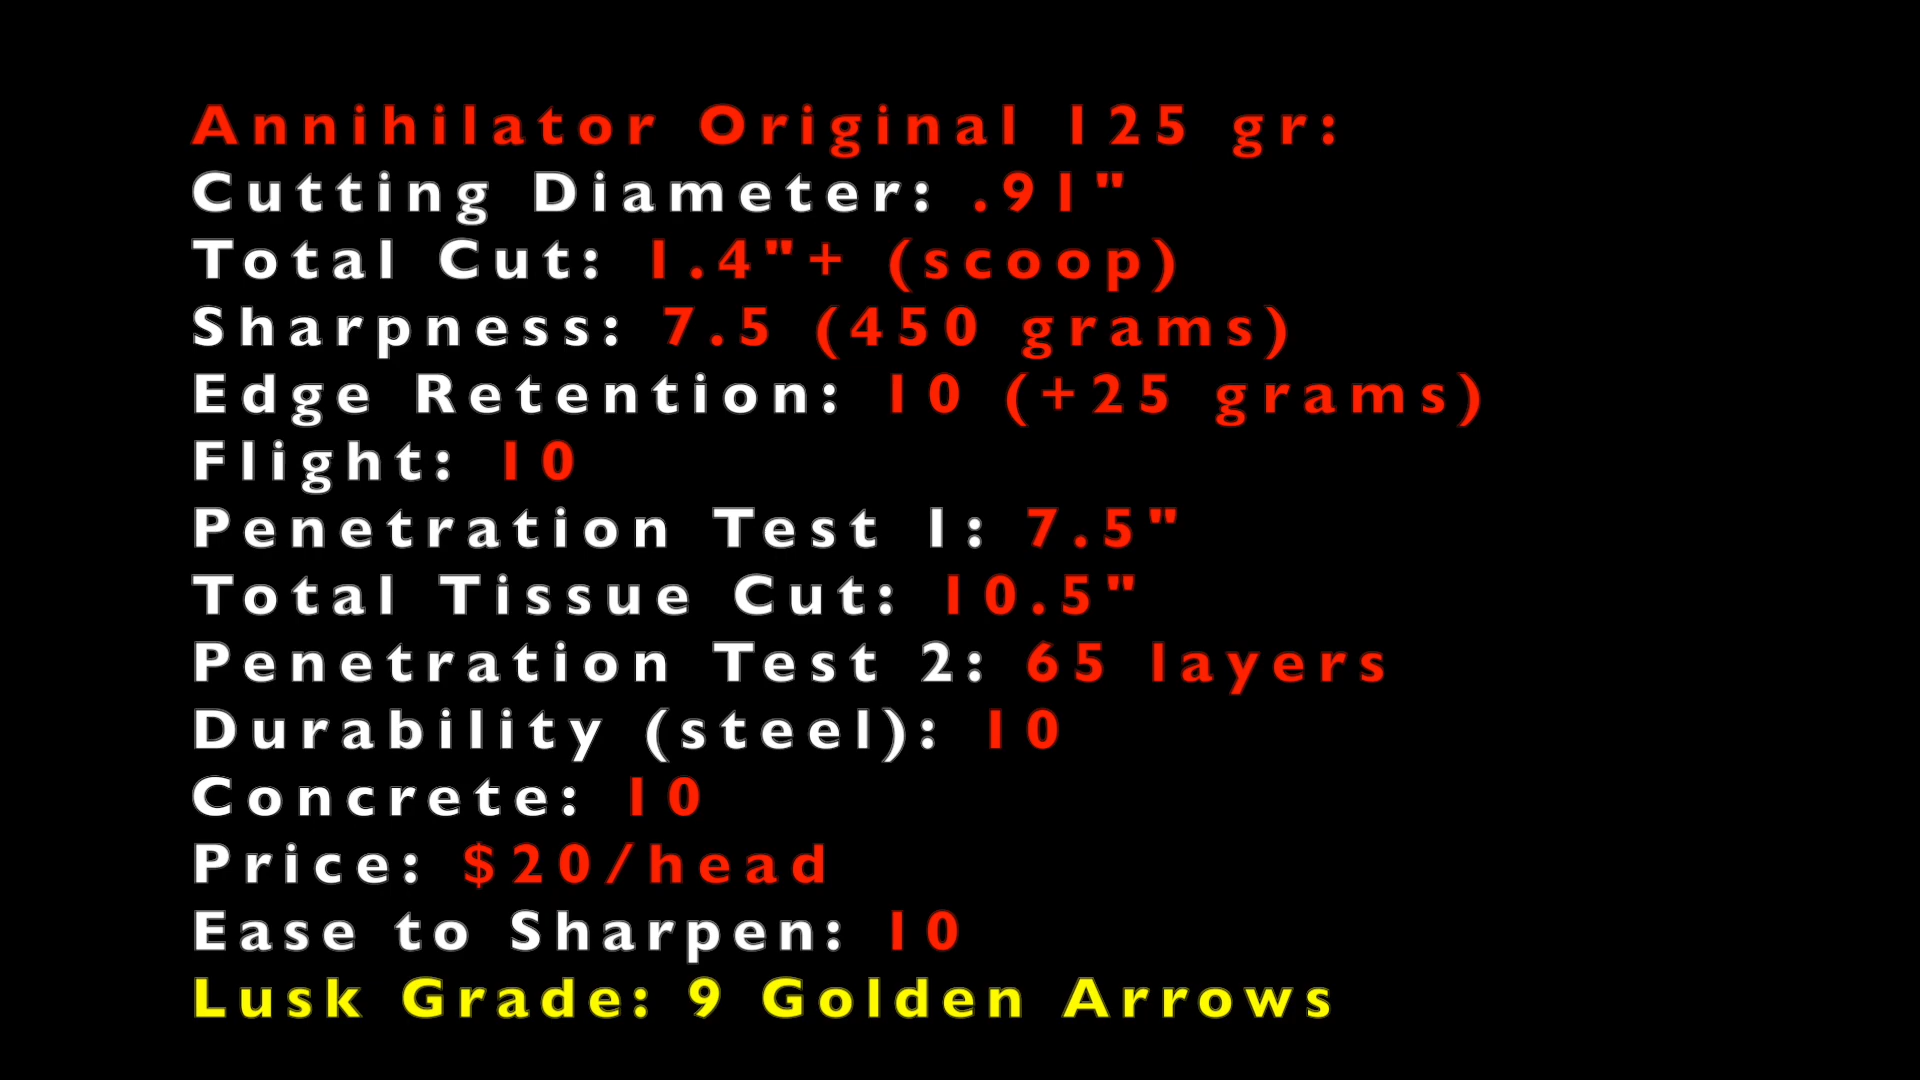 Annihilator Original 125 gr:
Cutting Diameter: .91"
Total Cut: 1.4"+ (scoop)
Sharpness: 7.5 (450 grams)
Edge Retention: 10 (+25 grams)
Flight: 10
Penetration Test 1: 7.5"
Total Tissue Cut: 10.5"
Penetration Test 2: 65 layers
Durability (steel): 10
Concrete: 10
Price: $20/head
Ease to Sharpen: 10
Lusk Grade: 9 Golden Arrows